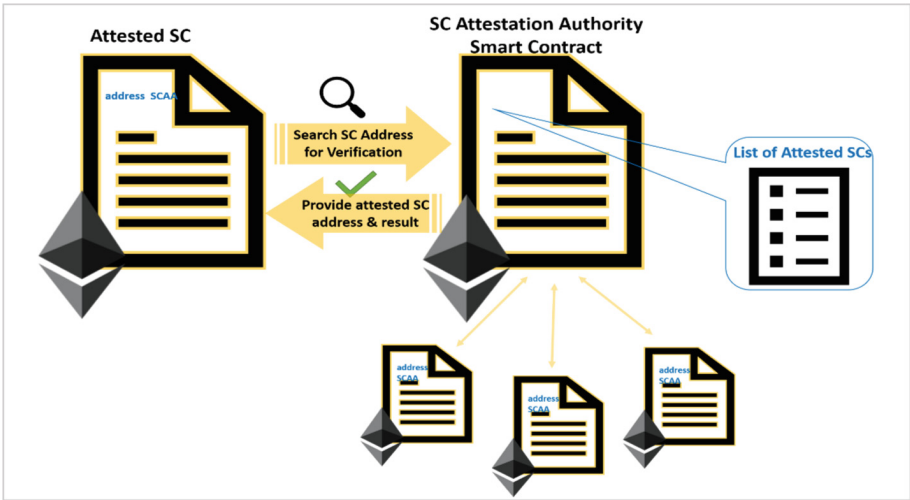 Attested SC
SC Attestation Authority
Smart Contract
address SCAA
Search SC Address
for Verification
Provide attested SC
address & result
List of Attested SCs
address
SCAA
address
SCAA
address
SCAA